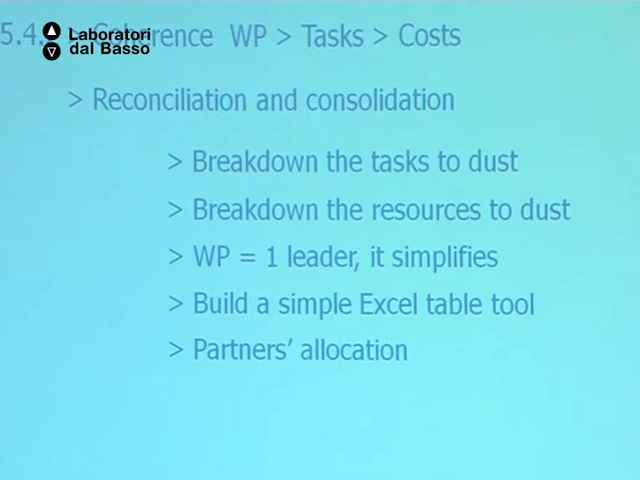 5.4. Coherence WP > Tasks > Costs
Laboratori
dal Basso
> Reconciliation and consolidation
> Breakdown the tasks to dust
> Breakdown the resources to dust
> WP = 1 leader, it simplifies
> Build a simple Excel table tool
> Partners’ allocation